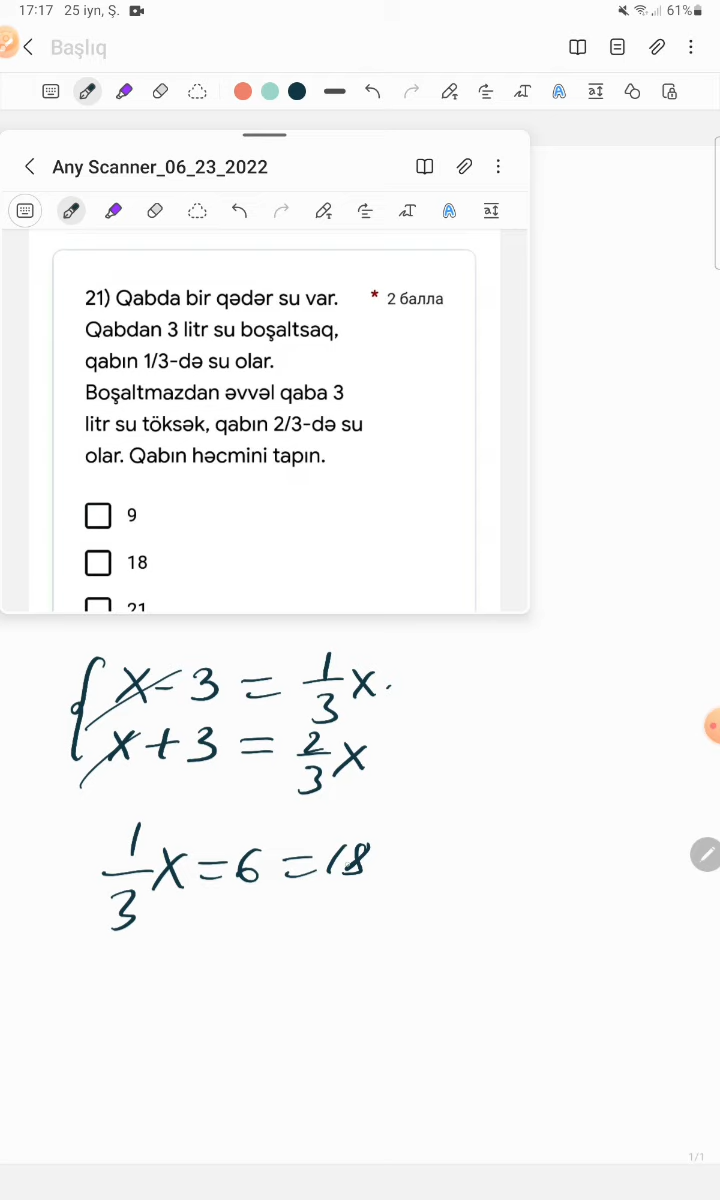 17:17 25 iyn, Ş. 61%
Başlıq
Any Scanner_06_23_2022
21) Qabda bir qədər su var. * 2 балла
Qabdan 3 litr su boşaltsaq,
qabın 1/3-də su olar.
Boşaltmazdan əvvəl qaba 3
litr su töksək, qabın 2/3-də su
olar. Qabın həcmini tapın.
9
18
21
x - 3 = 1/3 x.
x + 3 = 2/3 x
1/3 x = 6 = 18
1/1